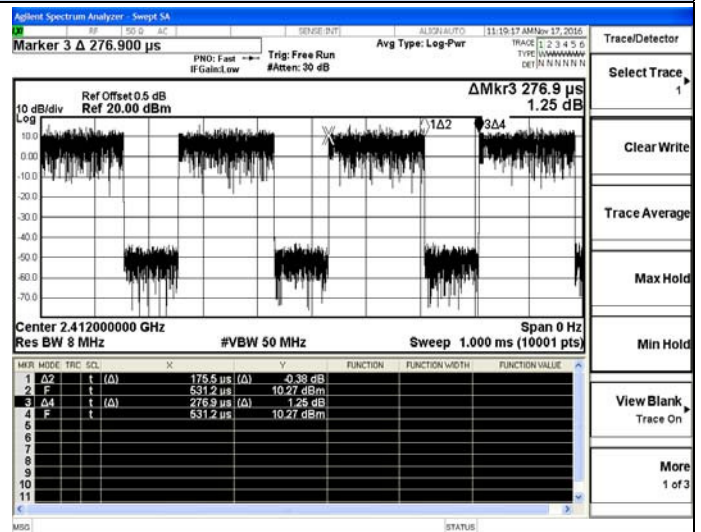 Agilent Spectrum Analyzer - Swept SA
RF 50 Ω AC SENSE:INT ALIGN AUTO 11:19:17 AM Nov 17, 2016
Marker 3 Δ 276.900 µs
PNO: Fast
IFGain:Low
Trig: Free Run
#Atten: 30 dB
Avg Type: Log-Pwr
TRACE 1 2 3 4 5 6
TYPE
DET N N N N N N
Ref Offset 0.5 dB
10 dB/div Ref 20.00 dBm
Log
ΔMkr3 276.9 µs
1.25 dB
1Δ2 3Δ4
10.0
0.00
-10.0
-20.0
-30.0
-40.0
-50.0
-60.0
-70.0
Center 2.412000000 GHz Span 0 Hz
Res BW 8 MHz #VBW 50 MHz Sweep 1.000 ms (10001 pts)
MKR MODE TRC SCL X Y FUNCTION FUNCTION WIDTH FUNCTION VALUE
1 Δ2 t (Δ) 175.5 µs (Δ) -0.38 dB
2 F t 531.2 µs 10.27 dBm
3 Δ4 t (Δ) 276.9 µs (Δ) 1.25 dB
4 F t 531.2 µs 10.27 dBm
5
6
7
8
9
10
11
MSG STATUS
Trace/Detector
Select Trace
1
Clear Write
Trace Average
Max Hold
Min Hold
View Blank
Trace On
More
1 of 3